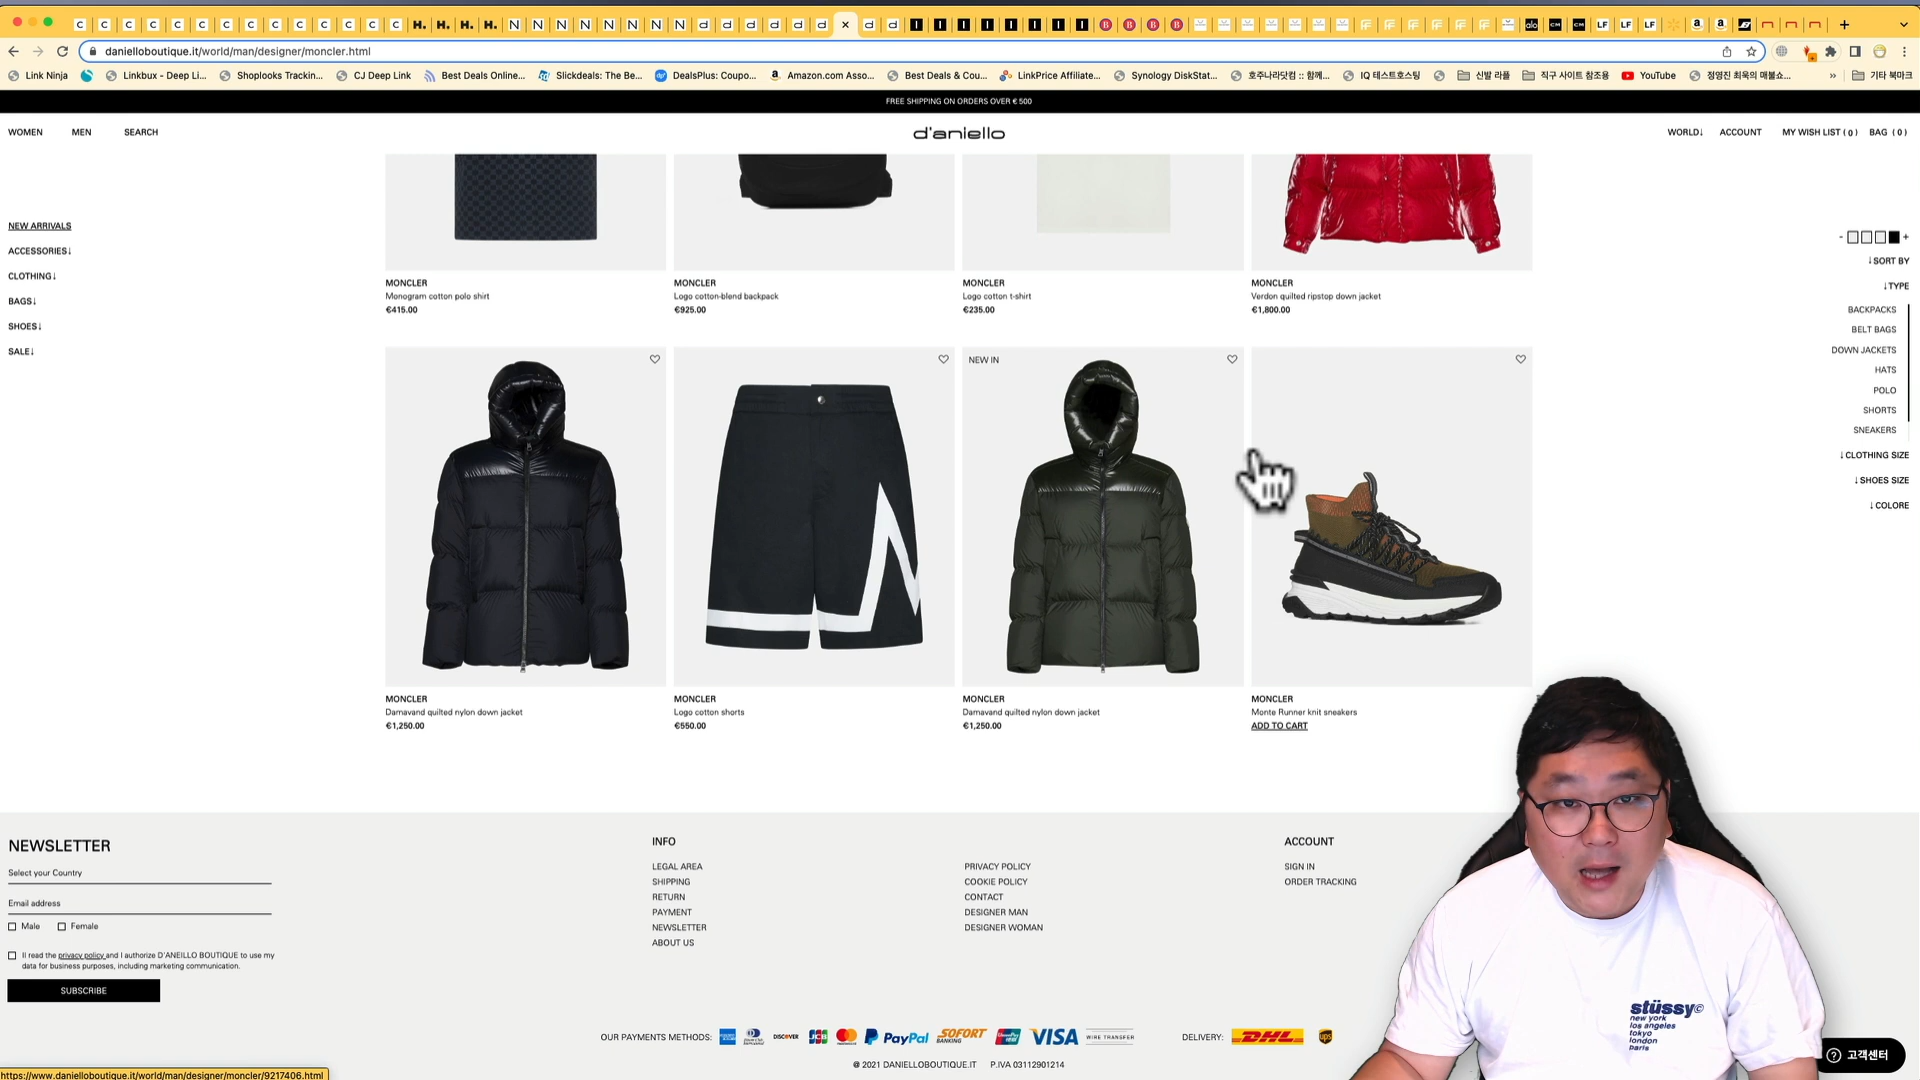 danielloboutique.it/world/man/designer/moncler.html
Link Ninja
Linkbux - Deep Li...
Shoplooks Trackin...
CJ Deep Link
Best Deals Online...
Slickdeals: The Be...
DealsPlus: Coupo...
Amazon.com Asso...
Best Deals & Cou...
LinkPrice Affiliate...
Synology DiskStat...
호주나라닷컴 :: 함께...
IQ 테스트호스팅
신발 라플
직구 사이트 참조용
YouTube
정영진 최욱의 매불쇼...
기타 북마크
FREE SHIPPING ON ORDERS OVER € 500
WOMEN MEN SEARCH
d'aniello
WORLD↓ ACCOUNT MY WISH LIST ( 0 ) BAG ( 0 )
NEW ARRIVALS
ACCESSORIES↓
CLOTHING↓
BAGS↓
SHOES↓
SALE↓
MONCLER
Monogram cotton polo shirt
€415.00
MONCLER
Logo cotton-blend backpack
€925.00
MONCLER
Logo cotton t-shirt
€235.00
MONCLER
Verdon quilted ripstop down jacket
€1,800.00
- +
↓SORT BY
↓TYPE
BACKPACKS
BELT BAGS
DOWN JACKETS
HATS
POLO
SHORTS
SNEAKERS
↓CLOTHING SIZE
↓SHOES SIZE
↓COLORE
NEW IN
MONCLER
Damavand quilted nylon down jacket
€1,250.00
MONCLER
Logo cotton shorts
€550.00
MONCLER
Damavand quilted nylon down jacket
€1,250.00
MONCLER
Monte Runner knit sneakers
ADD TO CART
NEWSLETTER
Select your Country
Email address
Male Female
II read the privacy policy and I authorize D'ANEILLO BOUTIQUE to use my
data for business purposes, including marketing communication.
SUBSCRIBE
INFO
LEGAL AREA
SHIPPING
RETURN
PAYMENT
NEWSLETTER
ABOUT US
PRIVACY POLICY
COOKIE POLICY
CONTACT
DESIGNER MAN
DESIGNER WOMAN
ACCOUNT
SIGN IN
ORDER TRACKING
OUR PAYMENTS METHODS:
DISCOVER
JCB
PayPal
SOFORT
BANKING
VISA
WIRE TRANSFER
DELIVERY:
DHL
ups
© 2021 DANIELLOBOUTIQUE.IT P.IVA 03112901214
stüssy©
new york
los angeles
tokyo
london
paris
고객센터
https://www.danielloboutique.it/world/man/designer/moncler/9217406.html